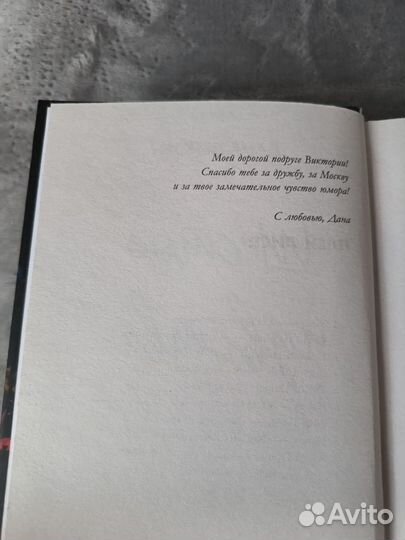 Моей дорогой подруге Виктории!
Спасибо тебе за дружбу, за Москву
и за твое замечательное чувство юмора!
С любовью, Дана
Avito